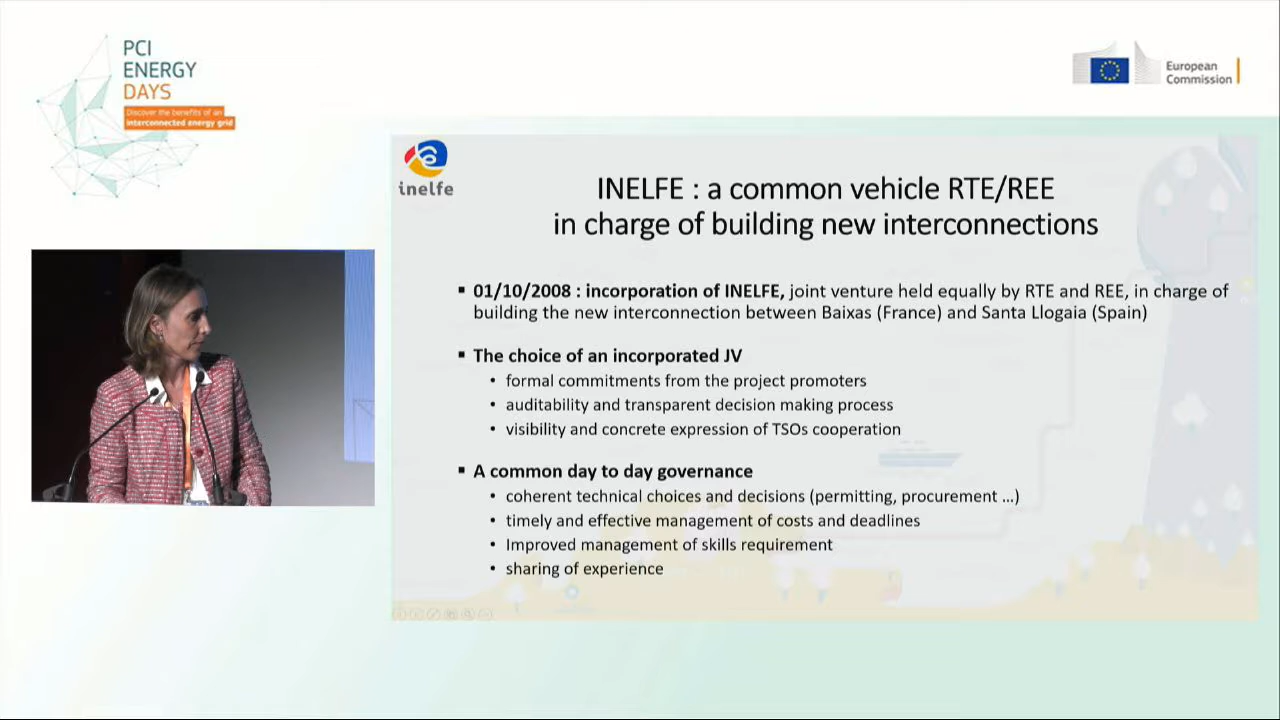 PCI
ENERGY
DAYS
Discover the benefits of an
interconnected energy grid
European
Commission
inelfe
INELFE : a common vehicle RTE/REE
in charge of building new interconnections
▪ 01/10/2008 : incorporation of INELFE, joint venture held equally by RTE and REE, in charge of
building the new interconnection between Baixas (France) and Santa Llogaia (Spain)
▪ The choice of an incorporated JV
• formal commitments from the project promoters
• auditability and transparent decision making process
• visibility and concrete expression of TSOs cooperation
▪ A common day to day governance
• coherent technical choices and decisions (permitting, procurement ...)
• timely and effective management of costs and deadlines
• Improved management of skills requirement
• sharing of experience